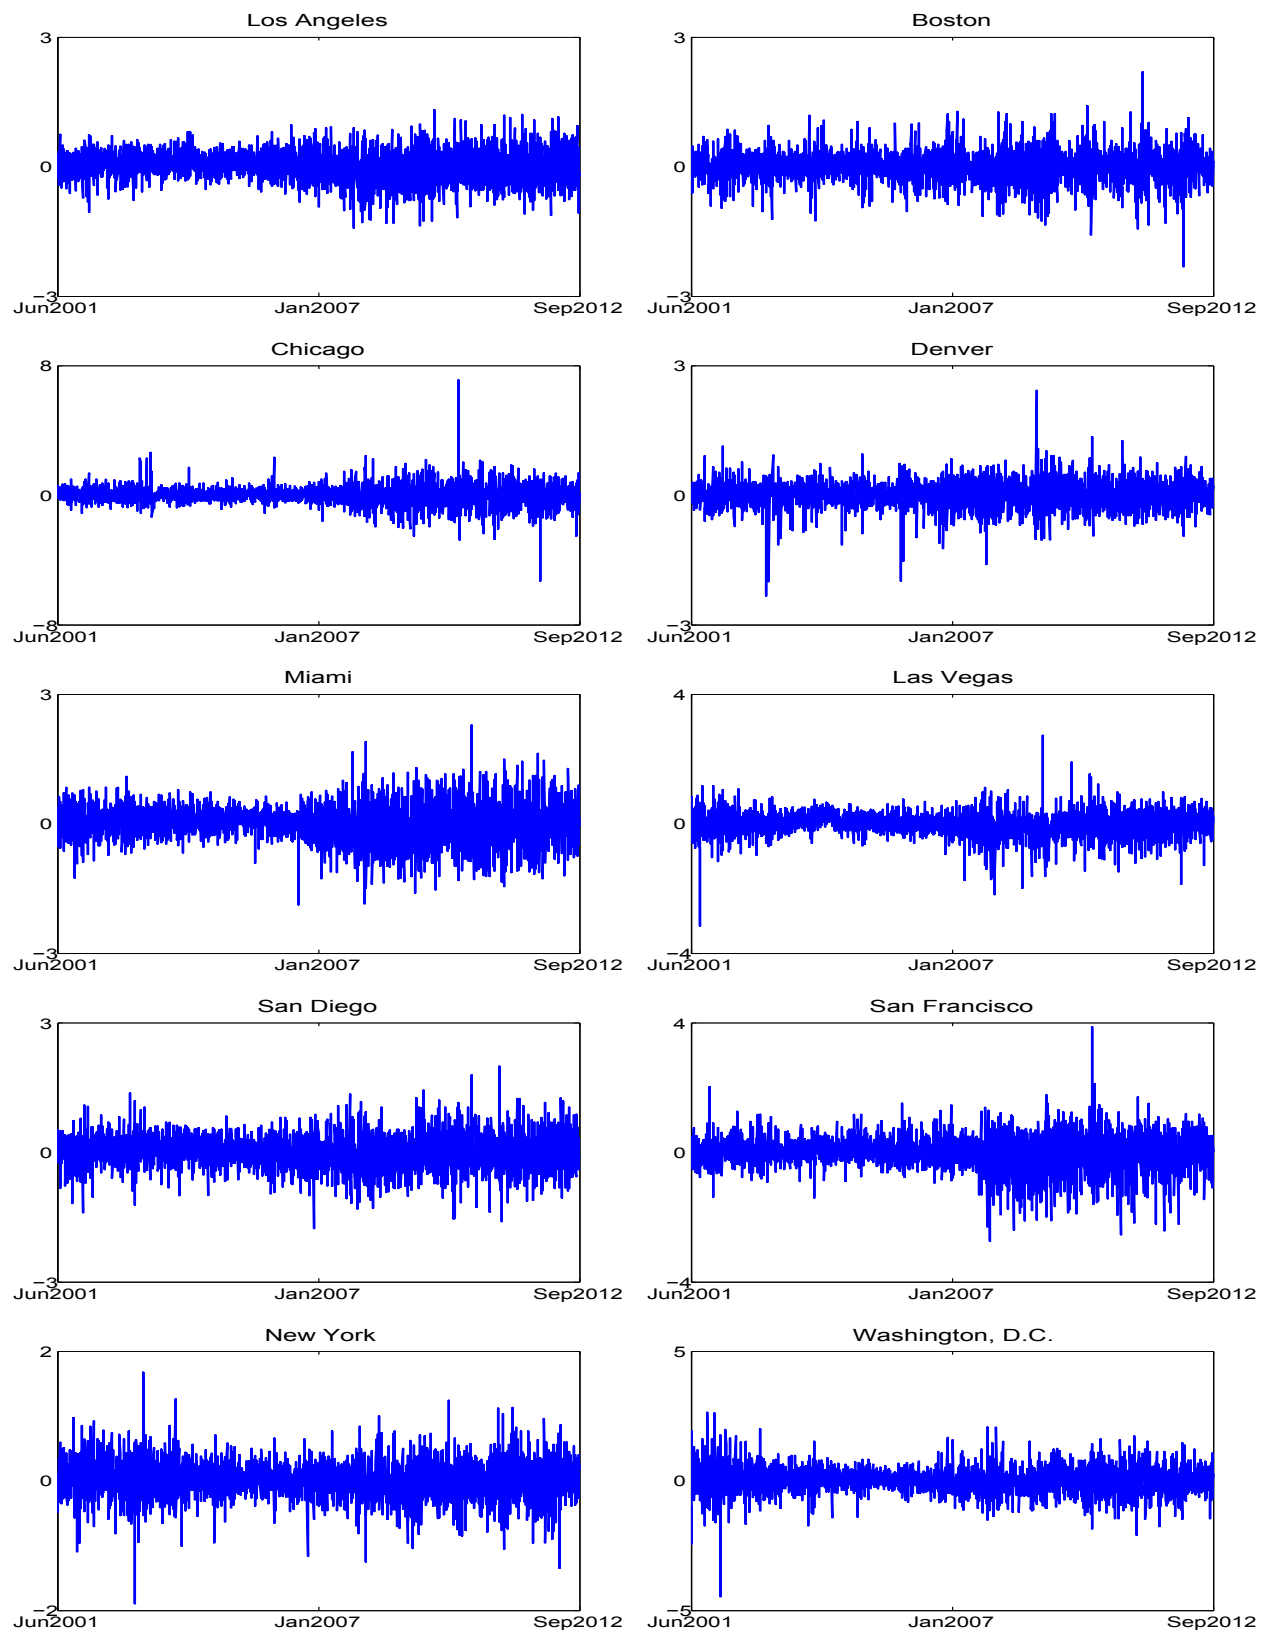 Los Angeles
3
0
−3
Jun2001 Jan2007 Sep2012
Boston
3
0
−3
Jun2001 Jan2007 Sep2012
Chicago
8
0
−8
Jun2001 Jan2007 Sep2012
Denver
3
0
−3
Jun2001 Jan2007 Sep2012
Miami
3
0
−3
Jun2001 Jan2007 Sep2012
Las Vegas
4
0
−4
Jun2001 Jan2007 Sep2012
San Diego
3
0
−3
Jun2001 Jan2007 Sep2012
San Francisco
4
0
−4
Jun2001 Jan2007 Sep2012
New York
2
0
−2
Jun2001 Jan2007 Sep2012
Washington, D.C.
5
0
−5
Jun2001 Jan2007 Sep2012